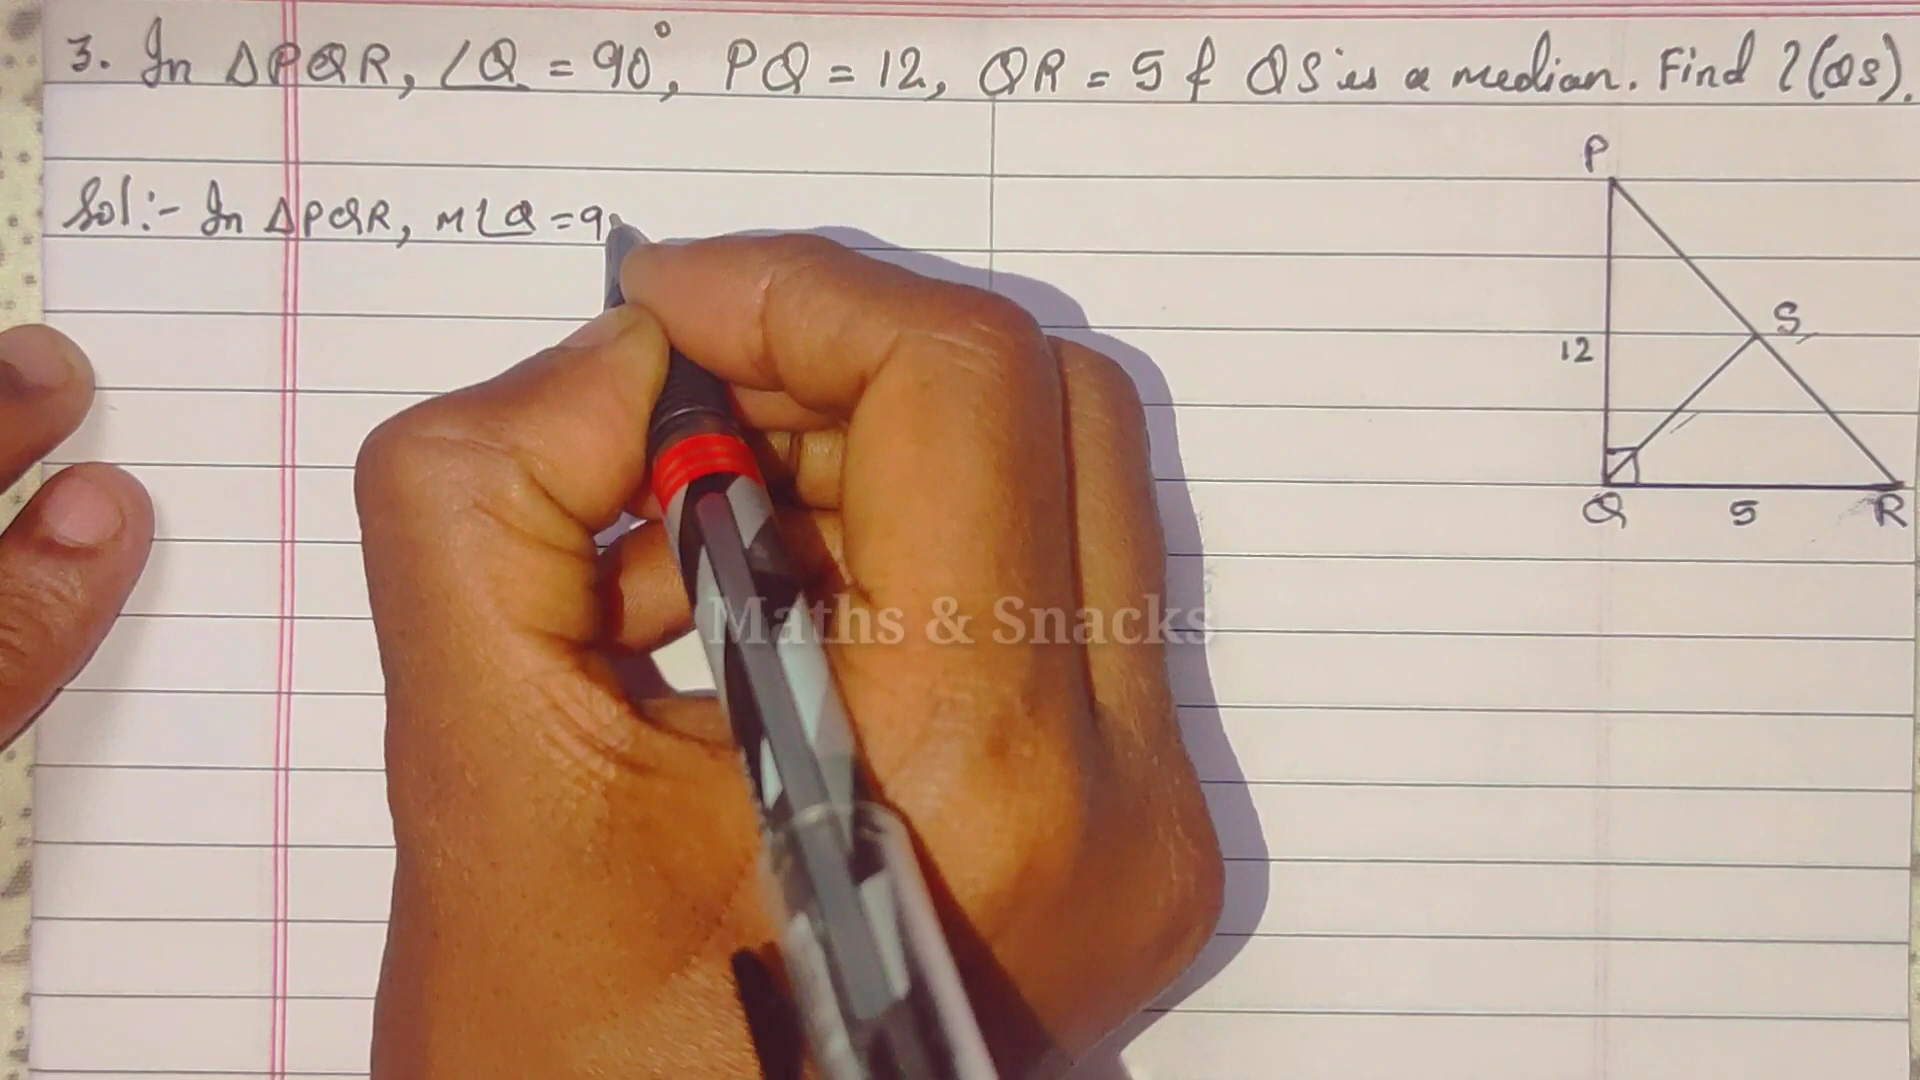 3. In ΔPQR, ∠Q = 90°, PQ = 12, QR = 5 & QS is a median. Find l(QS).
Sol:- In ΔPQR, m∠Q = 9
P
S
12
Q 5 R
Maths & Snacks